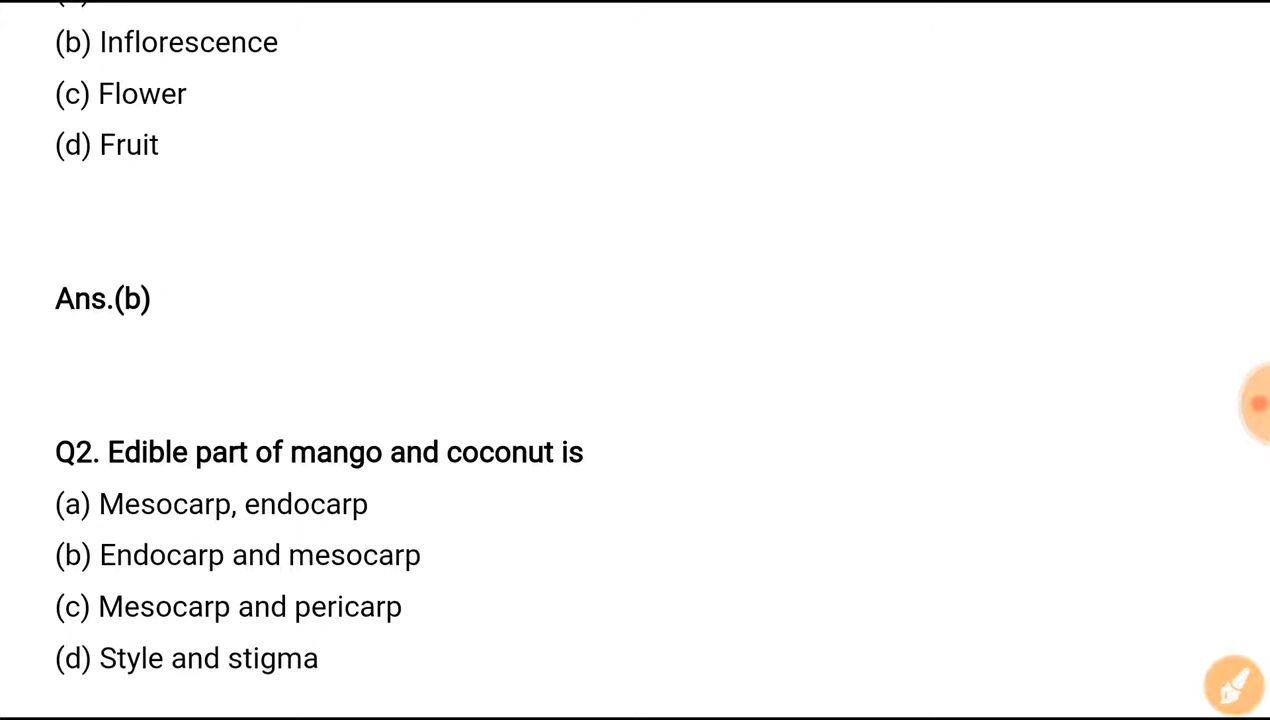 (b) Inflorescence
(c) Flower
(d) Fruit
Ans.(b)
Q2. Edible part of mango and coconut is
(a) Mesocarp, endocarp
(b) Endocarp and mesocarp
(c) Mesocarp and pericarp
(d) Style and stigma